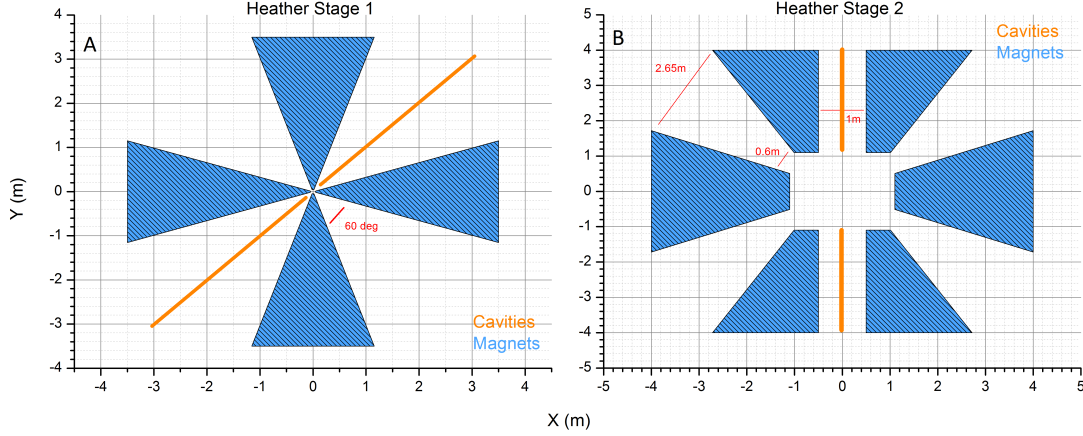 Heather Stage 1
Heather Stage 2
A
B
Cavities
Magnets
2.65m
1m
0.6m
60 deg
Cavities
Magnets
4
3
2
1
0
-1
-2
-3
-4
5
4
3
2
1
0
-1
-2
-3
-4
-5
-4 -3 -2 -1 0 1 2 3 4
-5 -4 -3 -2 -1 0 1 2 3 4 5
Y (m)
X (m)